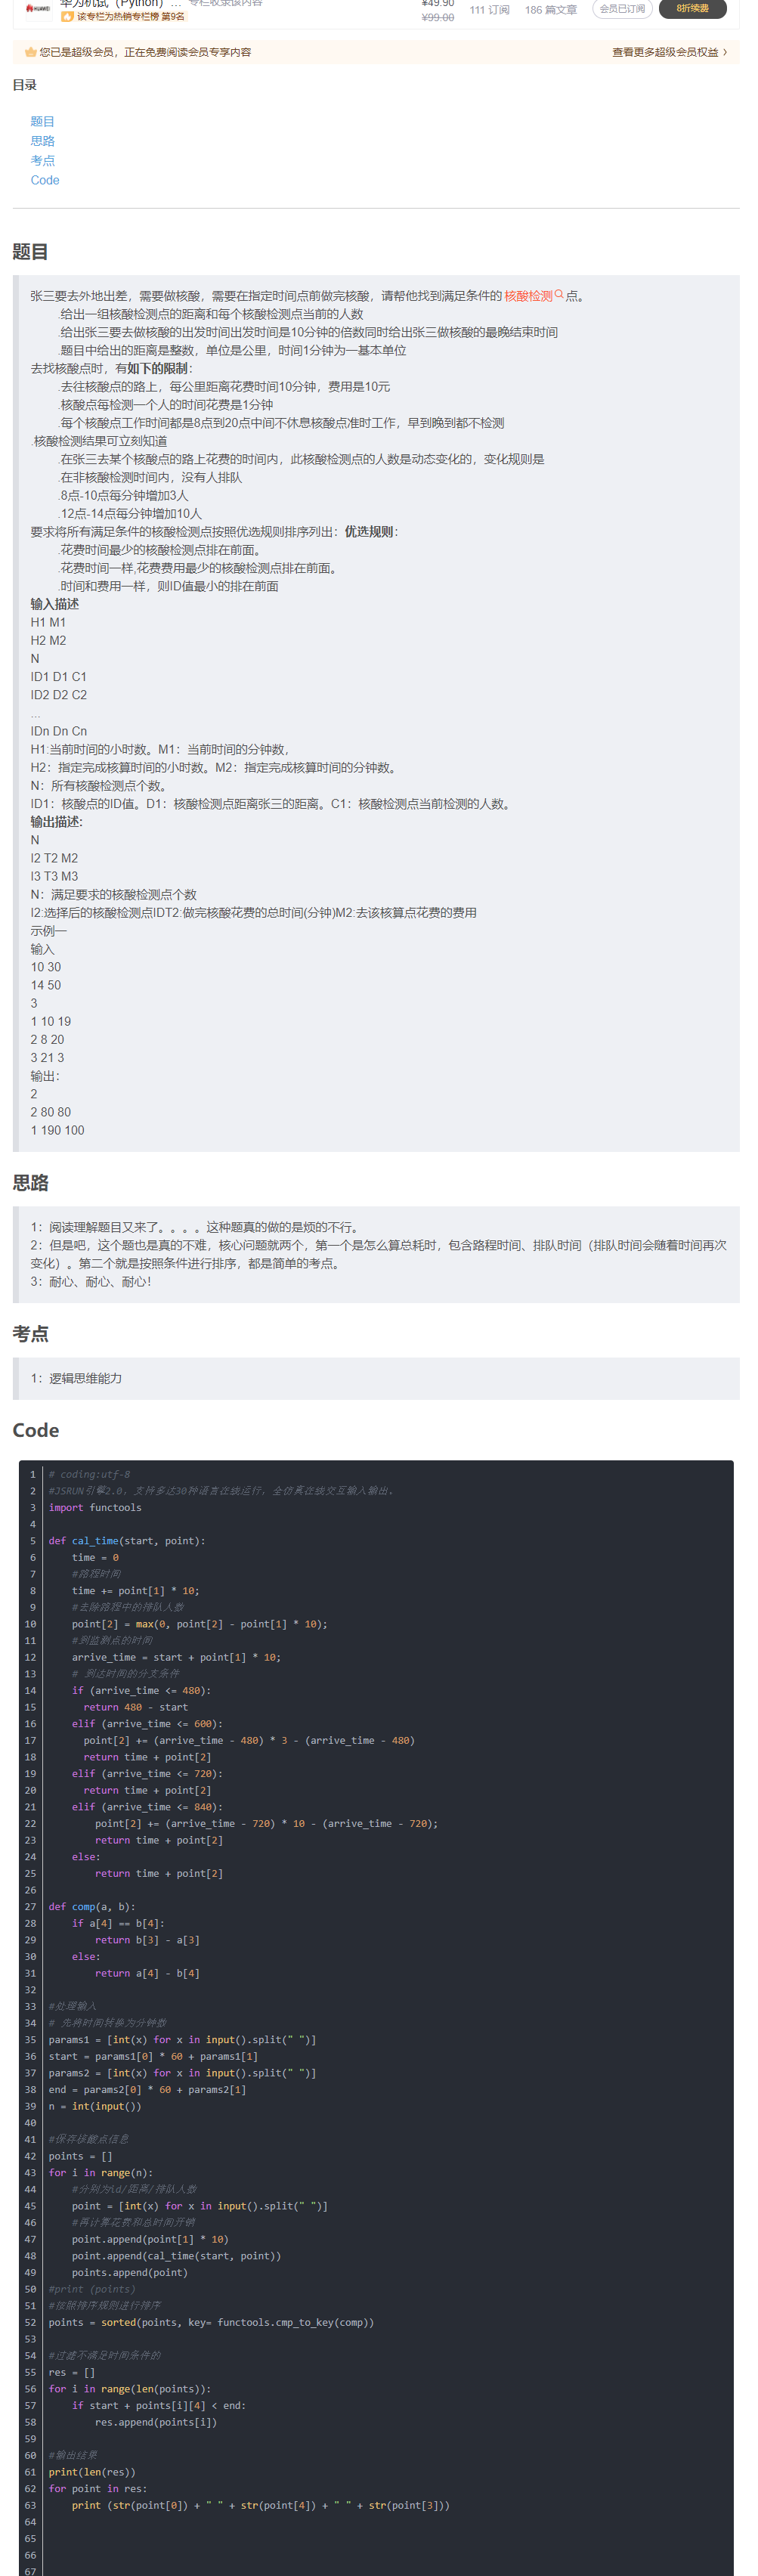 华为机试（Python）... 专栏收录该内容
该专栏为热销专栏榜 第9名
¥49.90
¥99.00
111 订阅
186 篇文章
会员已订阅
8折续费
您已是超级会员，正在免费阅读会员专享内容
查看更多超级会员权益
目录
题目
思路
考点
Code
题目
张三要去外地出差，需要做核酸，需要在指定时间点前做完核酸，请帮他找到满足条件的 核酸检测点。
.给出一组核酸检测点的距离和每个核酸检测点当前的人数
.给出张三要去做核酸的出发时间出发时间是10分钟的倍数同时给出张三做核酸的最晚结束时间
.题目中给出的距离是整数，单位是公里，时间1分钟为一基本单位
去找核酸点时，有如下的限制：
.去往核酸点的路上，每公里距离花费时间10分钟，费用是10元
.核酸点每检测一个人的时间花费是1分钟
.每个核酸点工作时间都是8点到20点中间不休息核酸点准时工作，早到晚到都不检测
.核酸检测结果可立刻知道
.在张三去某个核酸点的路上花费的时间内，此核酸检测点的人数是动态变化的，变化规则是
.在非核酸检测时间内，没有人排队
.8点-10点每分钟增加3人
.12点-14点每分钟增加10人
要求将所有满足条件的核酸检测点按照优选规则排序列出：优选规则：
.花费时间最少的核酸检测点排在前面。
.花费时间一样,花费费用最少的核酸检测点排在前面。
.时间和费用一样，则ID值最小的排在前面
输入描述
H1 M1
H2 M2
N
ID1 D1 C1
ID2 D2 C2
...
IDn Dn Cn
H1:当前时间的小时数。M1：当前时间的分钟数，
H2：指定完成核算时间的小时数。M2：指定完成核算时间的分钟数。
N：所有核酸检测点个数。
ID1：核酸点的ID值。D1：核酸检测点距离张三的距离。C1：核酸检测点当前检测的人数。
输出描述:
N
I2 T2 M2
I3 T3 M3
N：满足要求的核酸检测点个数
I2:选择后的核酸检测点IDT2:做完核酸花费的总时间(分钟)M2:去该核算点花费的费用
示例一
输入
10 30
14 50
3
1 10 19
2 8 20
3 21 3
输出：
2
2 80 80
1 190 100
思路
1：阅读理解题目又来了。。。。这种题真的做的是烦的不行。
2：但是吧，这个题也是真的不难，核心问题就两个，第一个是怎么算总耗时，包含路程时间、排队时间（排队时间会随着时间再次
变化）。第二个就是按照条件进行排序，都是简单的考点。
3：耐心、耐心、耐心！
考点
1：逻辑思维能力
Code
1 # coding:utf-8
2 #JSRUN引擎2.0，支持多达30种语言在线运行，全仿真在线交互输入输出。
3 import functools
4
5 def cal_time(start, point):
6 time = 0
7 #路程时间
8 time += point[1] * 10;
9 #去除路程中的排队人数
10 point[2] = max(0, point[2] - point[1] * 10);
11 #到监测点的时间
12 arrive_time = start + point[1] * 10;
13 # 到达时间的分支条件
14 if (arrive_time <= 480):
15 return 480 - start
16 elif (arrive_time <= 600):
17 point[2] += (arrive_time - 480) * 3 - (arrive_time - 480)
18 return time + point[2]
19 elif (arrive_time <= 720):
20 return time + point[2]
21 elif (arrive_time <= 840):
22 point[2] += (arrive_time - 720) * 10 - (arrive_time - 720);
23 return time + point[2]
24 else:
25 return time + point[2]
26
27 def comp(a, b):
28 if a[4] == b[4]:
29 return b[3] - a[3]
30 else:
31 return a[4] - b[4]
32
33 #处理输入
34 # 先将时间转换为分钟数
35 params1 = [int(x) for x in input().split(" ")]
36 start = params1[0] * 60 + params1[1]
37 params2 = [int(x) for x in input().split(" ")]
38 end = params2[0] * 60 + params2[1]
39 n = int(input())
40
41 #保存核酸点信息
42 points = []
43 for i in range(n):
44 #分别为id/距离/排队人数
45 point = [int(x) for x in input().split(" ")]
46 #再计算花费和总时间开销
47 point.append(point[1] * 10)
48 point.append(cal_time(start, point))
49 points.append(point)
50 #print (points)
51 #按照排序规则进行排序
52 points = sorted(points, key= functools.cmp_to_key(comp))
53
54 #过滤不满足时间条件的
55 res = []
56 for i in range(len(points)):
57 if start + points[i][4] < end:
58 res.append(points[i])
59
60 #输出结果
61 print(len(res))
62 for point in res:
63 print (str(point[0]) + " " + str(point[4]) + " " + str(point[3]))
64
65
66
67